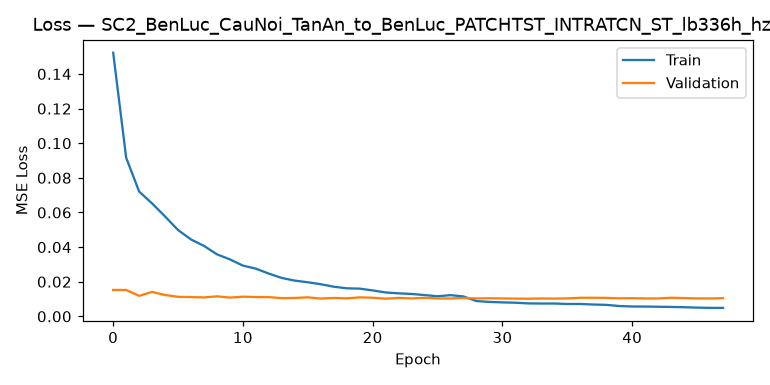 Loss — SC2_BenLuc_CauNoi_TanAn_to_BenLuc_PATCHTST_INTRATCN_ST_lb336h_hz
Train
Validation
MSE Loss
0.14
0.12
0.10
0.08
0.06
0.04
0.02
0.00
0 10 20 30 40
Epoch